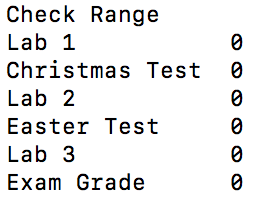 Check Range
Lab 1 0
Christmas Test 0
Lab 2 0
Easter Test 0
Lab 3 0
Exam Grade 0